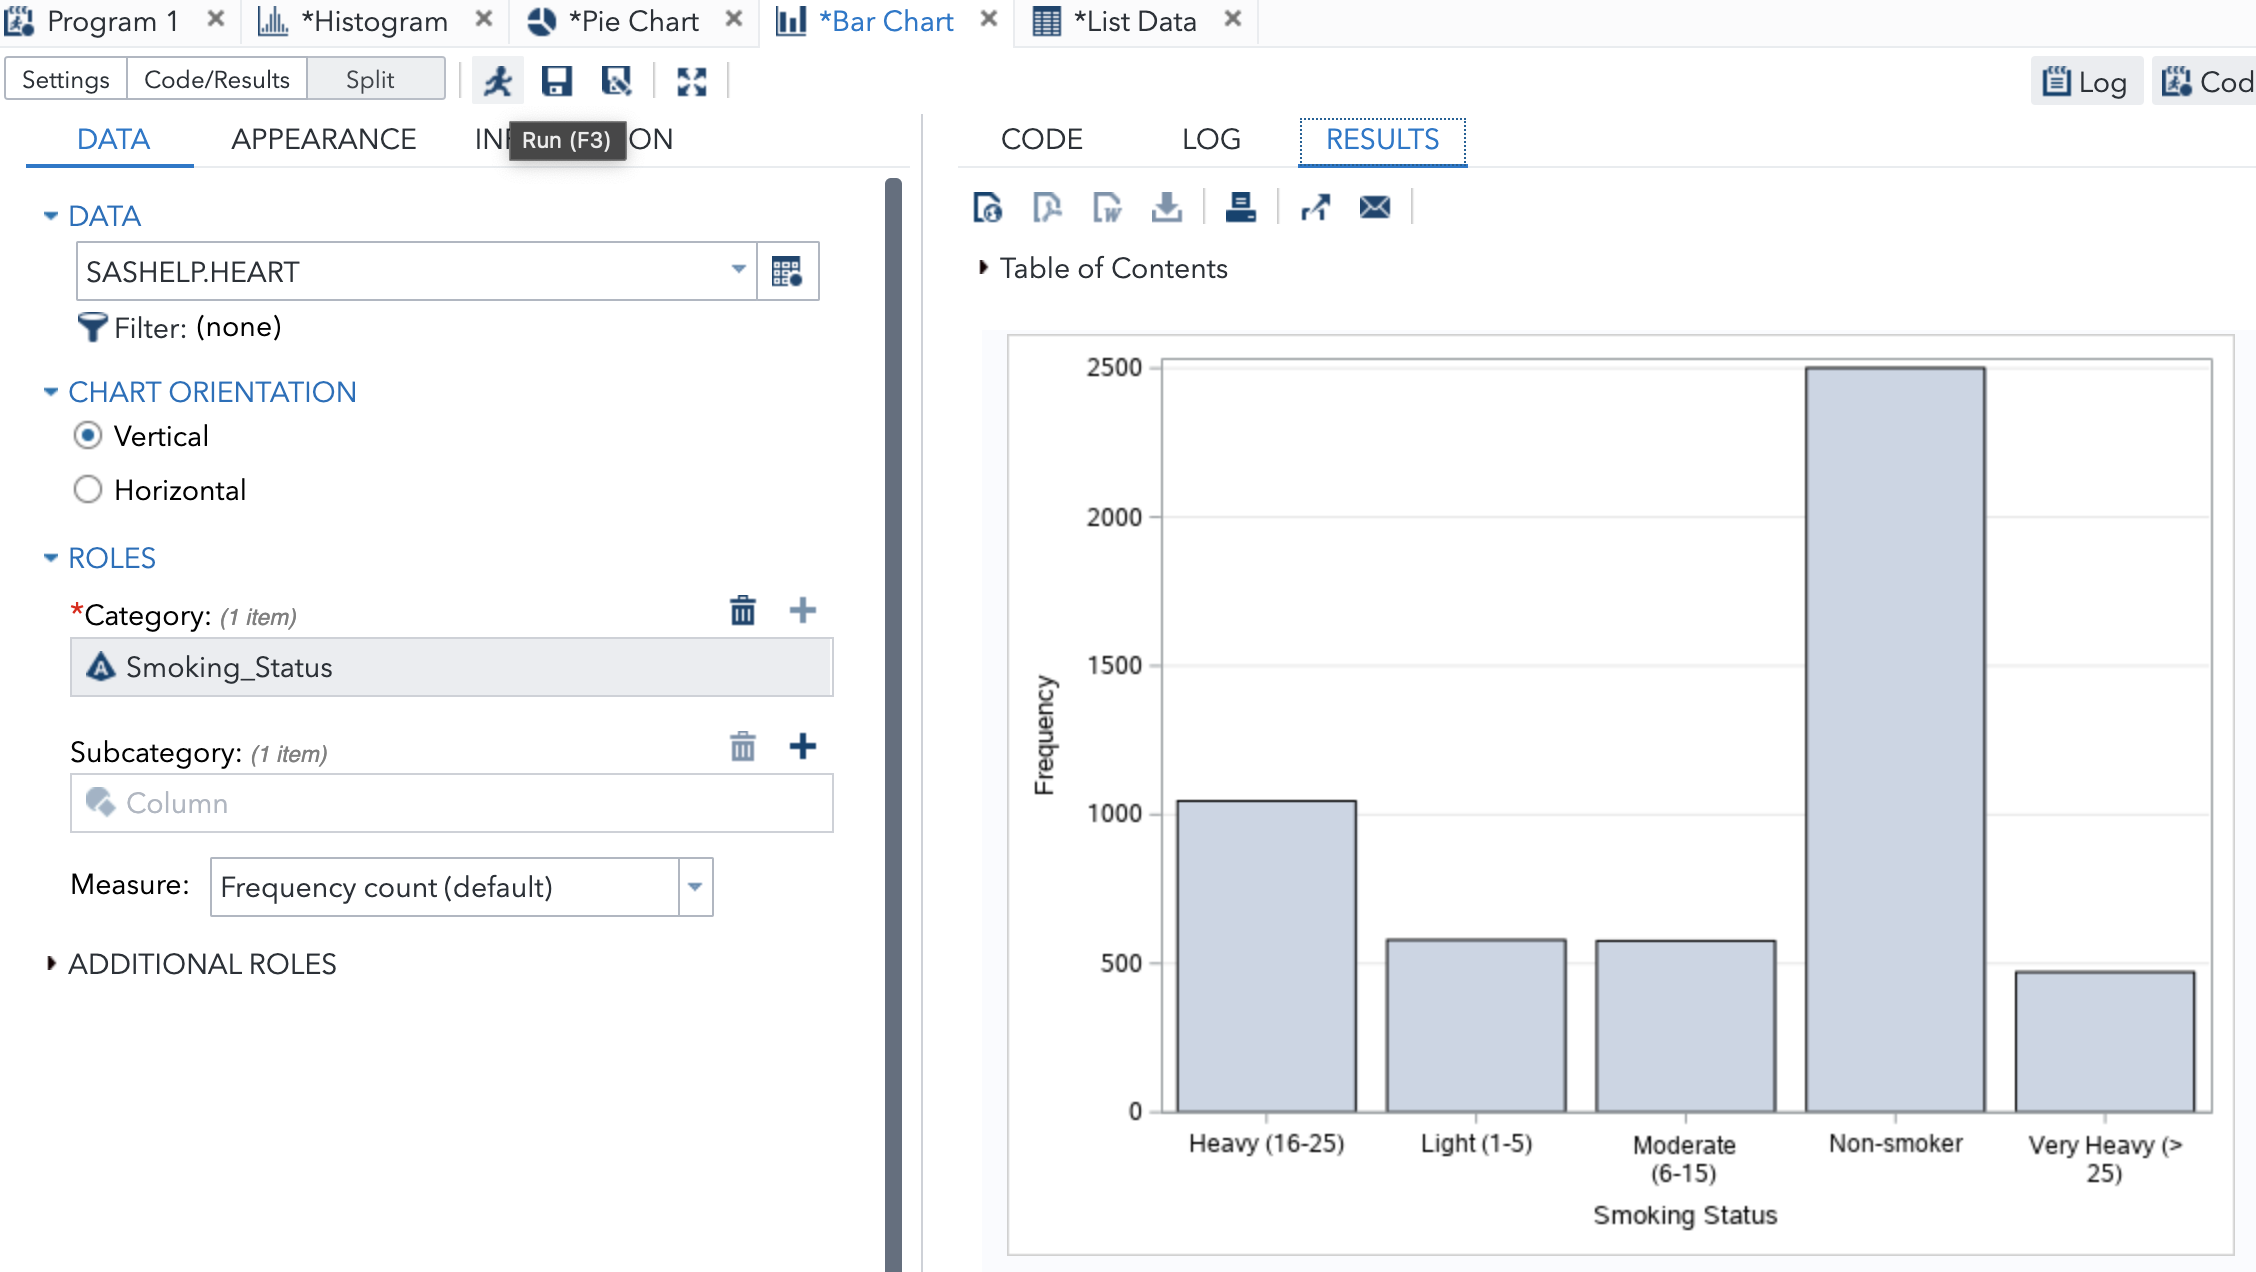 Program 1
*Histogram
*Pie Chart
*Bar Chart
*List Data
Settings
Code/Results
Split
Log
Cod
DATA
APPEARANCE
Run (F3)
CODE
LOG
RESULTS
DATA
SASHELP.HEART
Filter: (none)
CHART ORIENTATION
Vertical
Horizontal
ROLES
*Category: (1 item)
Smoking_Status
Subcategory: (1 item)
Column
Measure:
Frequency count (default)
ADDITIONAL ROLES
Table of Contents
2500
2000
1500
1000
500
0
Frequency
Heavy (16-25)
Light (1-5)
Moderate
(6-15)
Non-smoker
Very Heavy (>
25)
Smoking Status